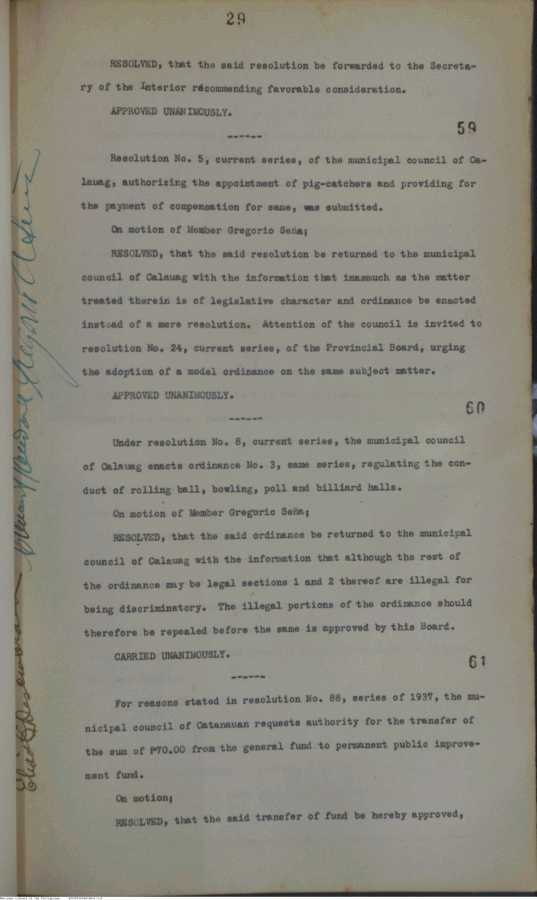 29
RESOLVED, that the said resolution be forwarded to the Secreta-
ry of the Interior recommending favorable consideration.
APPROVED UNANIMOUSLY.
------
59
Resolution No. 5, current series, of the municipal council of Ca-
lauag, authorizing the appointment of pig-catchers and providing for
the payment of compensation for same, was submitted.
On motion of Member Gregorio Seña;
RESOLVED, that the said resolution be returned to the municipal
council of Calauag with the information that inasmuch as the matter
treated therein is of legislative character and ordinance be enacted
instead of a mere resolution. Attention of the council is invited to
resolution No. 24, current series, of the Provincial Board, urging
the adoption of a model ordinance on the same subject matter.
APPROVED UNANIMOUSLY.
------
60
Under resolution No. 8, current series, the municipal council
of Calauag enacts ordinance No. 3, same series, regulating the con-
duct of rolling ball, bowling, poll and billiard halls.
On motion of Member Gregorio Seña;
RESOLVED, that the said ordinance be returned to the municipal
council of Calauag with the information that although the rest of
the ordinance may be legal sections 1 and 2 thereof are illegal for
being discriminatory. The illegal portions of the ordinance should
therefore be repealed before the same is approved by this Board.
CARRIED UNANIMOUSLY.
------
61
For reasons stated in resolution No. 88, series of 1937, the mu-
nicipal council of Catanauan requests authority for the transfer of
the sum of ₱70.00 from the general fund to permanent public improve-
ment fund.
On motion;
RESOLVED, that the said transfer of fund be hereby approved,